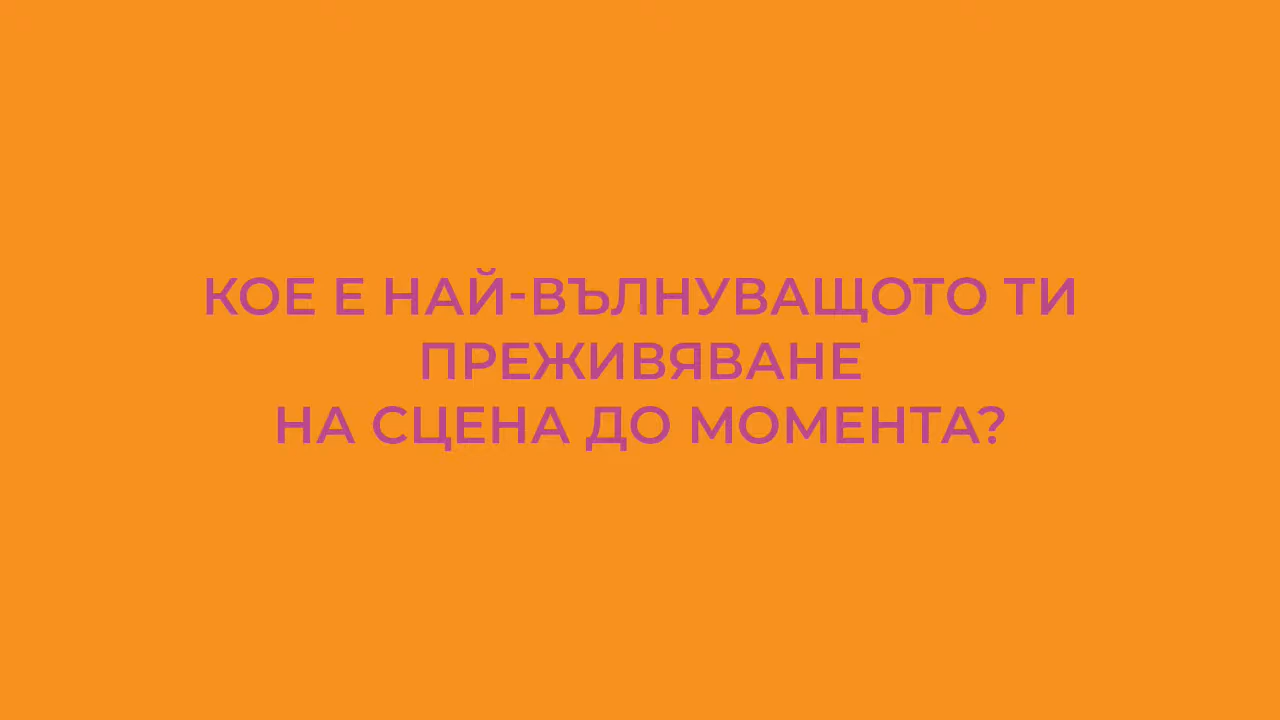 КОЕ Е НАЙ-ВЪЛНУВАЩОТО ТИ
ПРЕЖИВЯВАНЕ
НА СЦЕНА ДО МОМЕНТА?